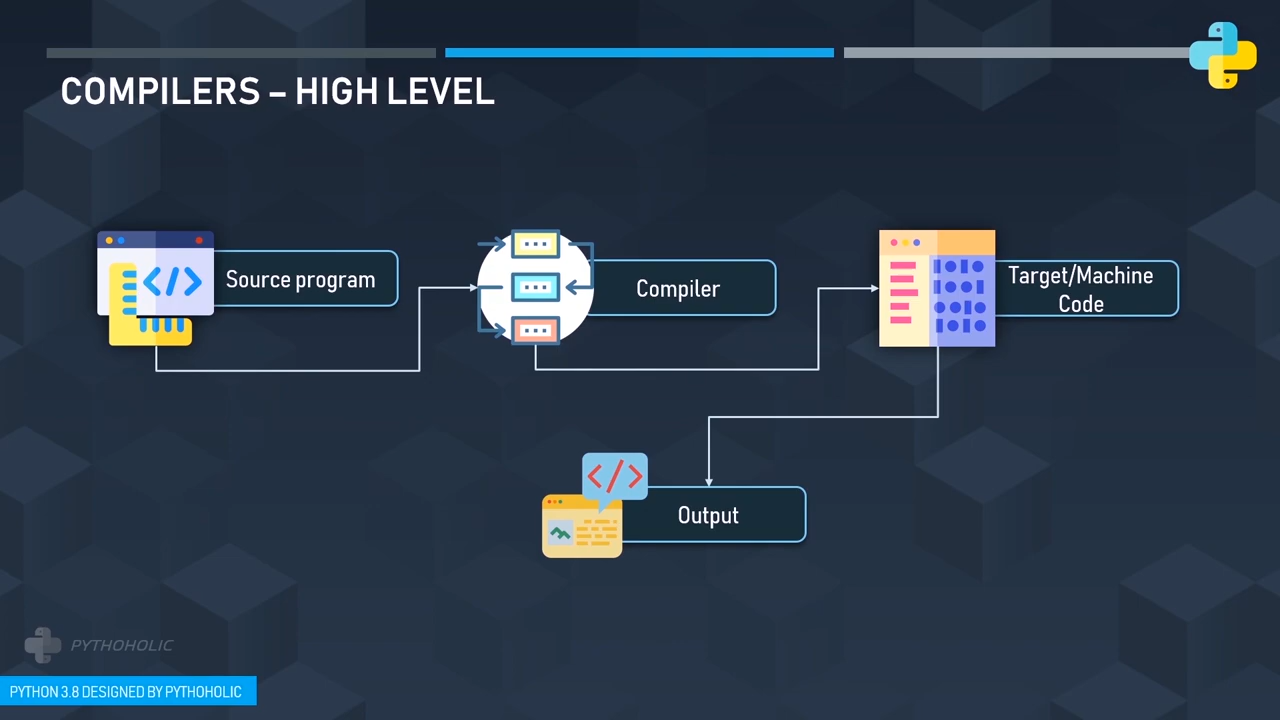 COMPILERS – HIGH LEVEL
Source program
Compiler
Target/Machine
Code
Output
PYTHOHOLIC
PYTHON 3.8 DESIGNED BY PYTHOHOLIC